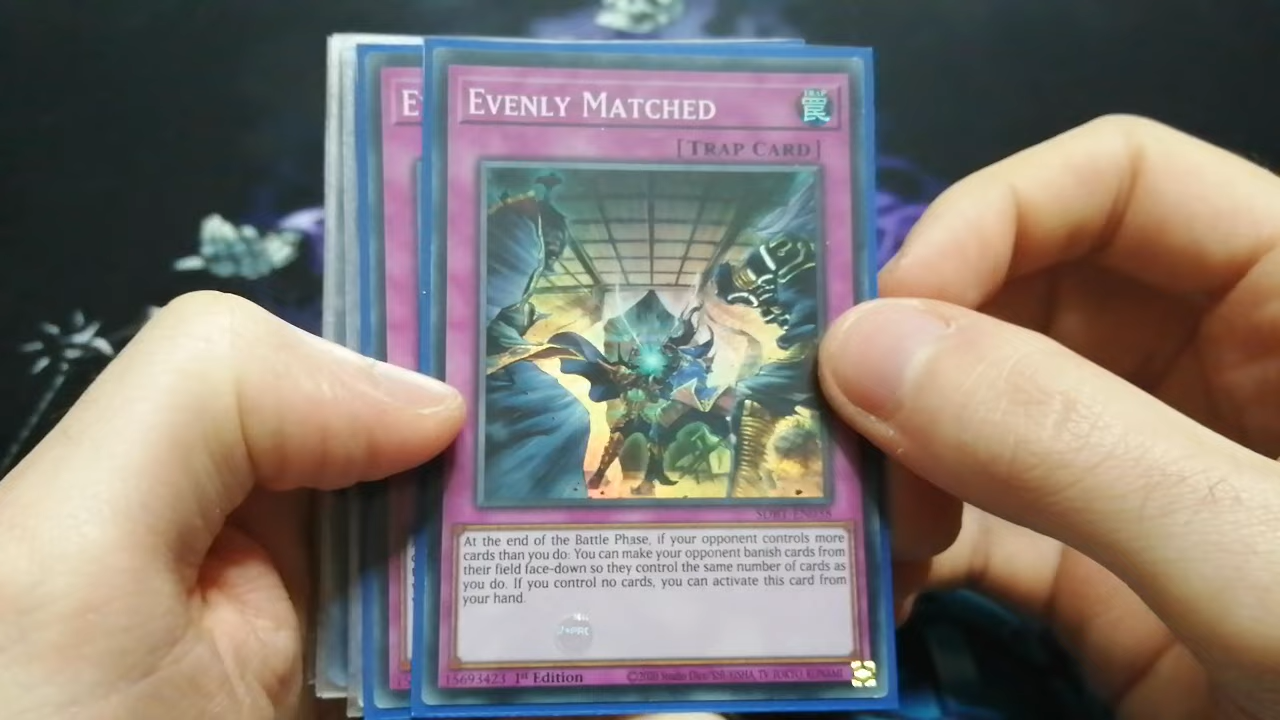 E
EVENLY MATCHED
TRAP
罠
[TRAP CARD]
At the end of the Battle Phase, if your opponent controls more
cards than you do: You can make your opponent banish cards from
their field face-down so they control the same number of cards as
you do. If you control no cards, you can activate this card from
your hand.
15693423 1st Edition